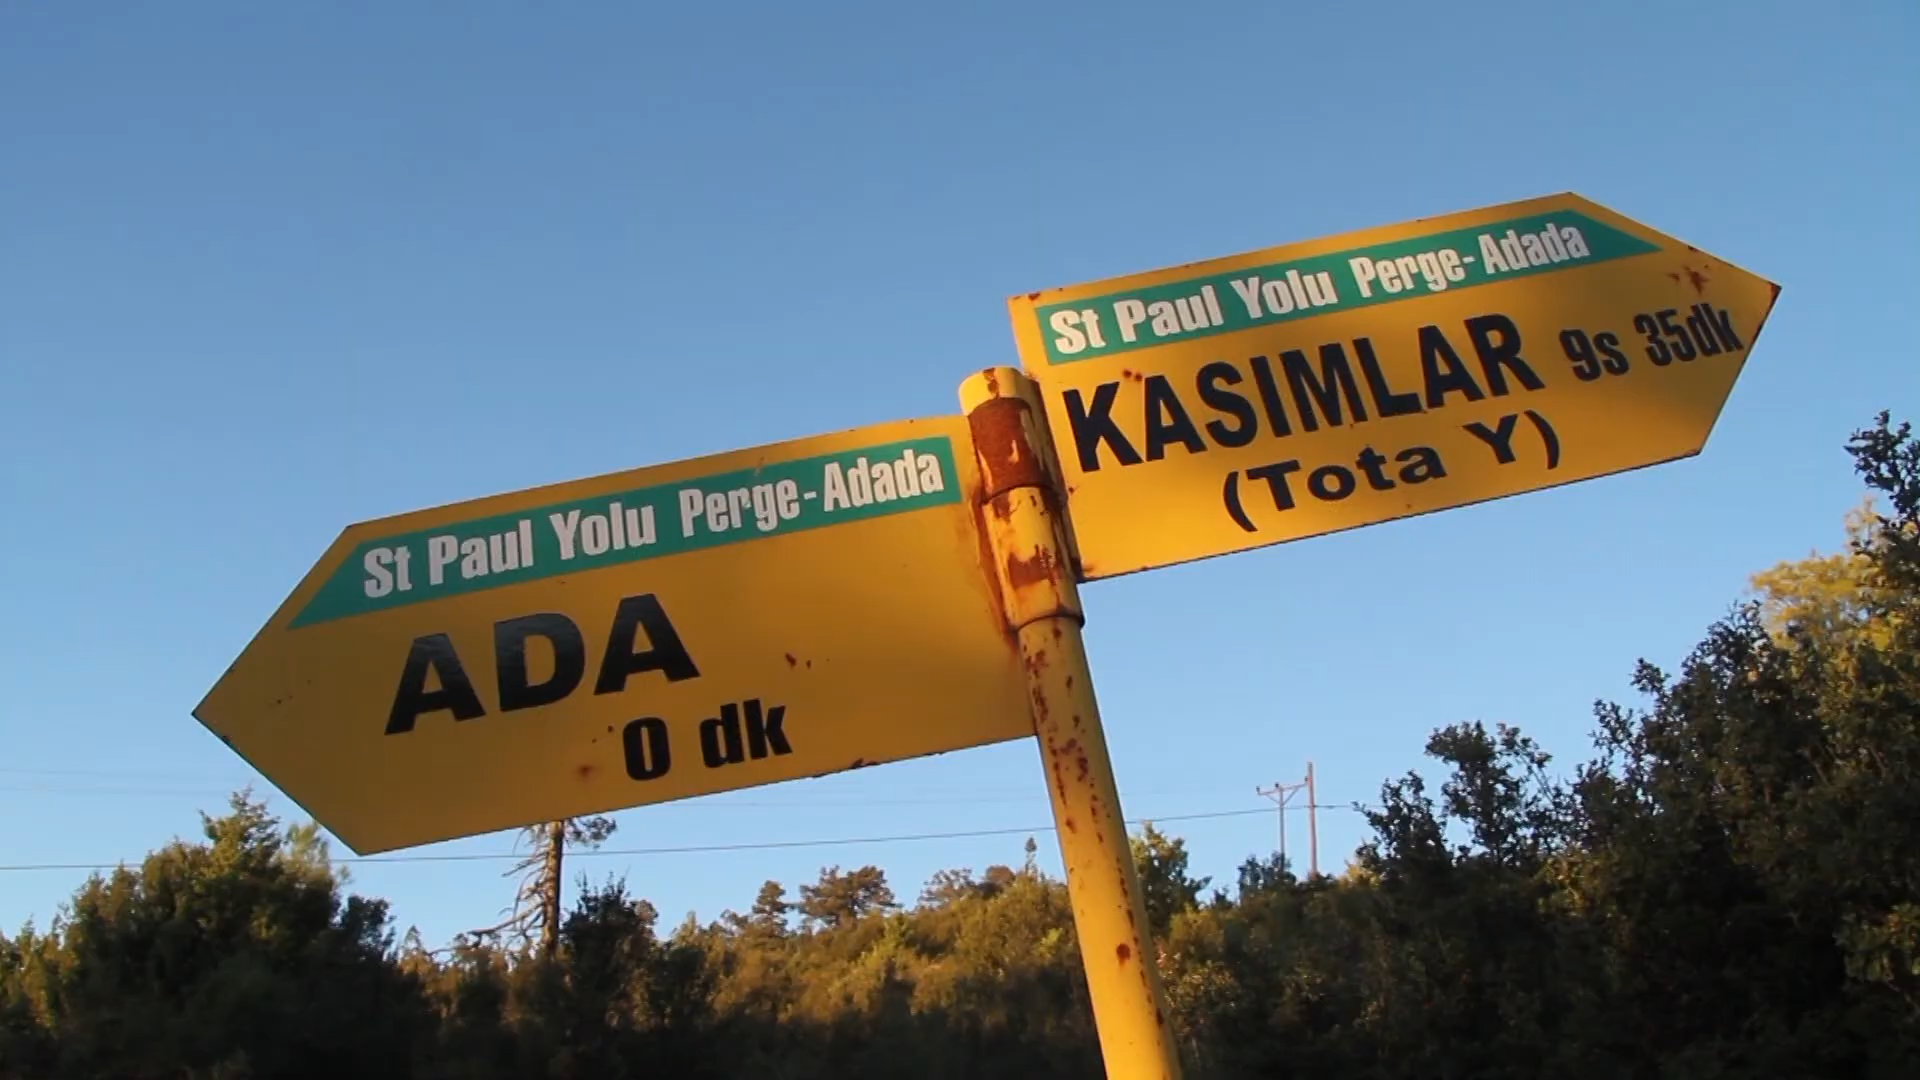 St Paul Yolu Perge-Adada
ADA
0 dk
St Paul Yolu Perge-Adada
KASIMLAR 9s 35dk
(Tota Y)